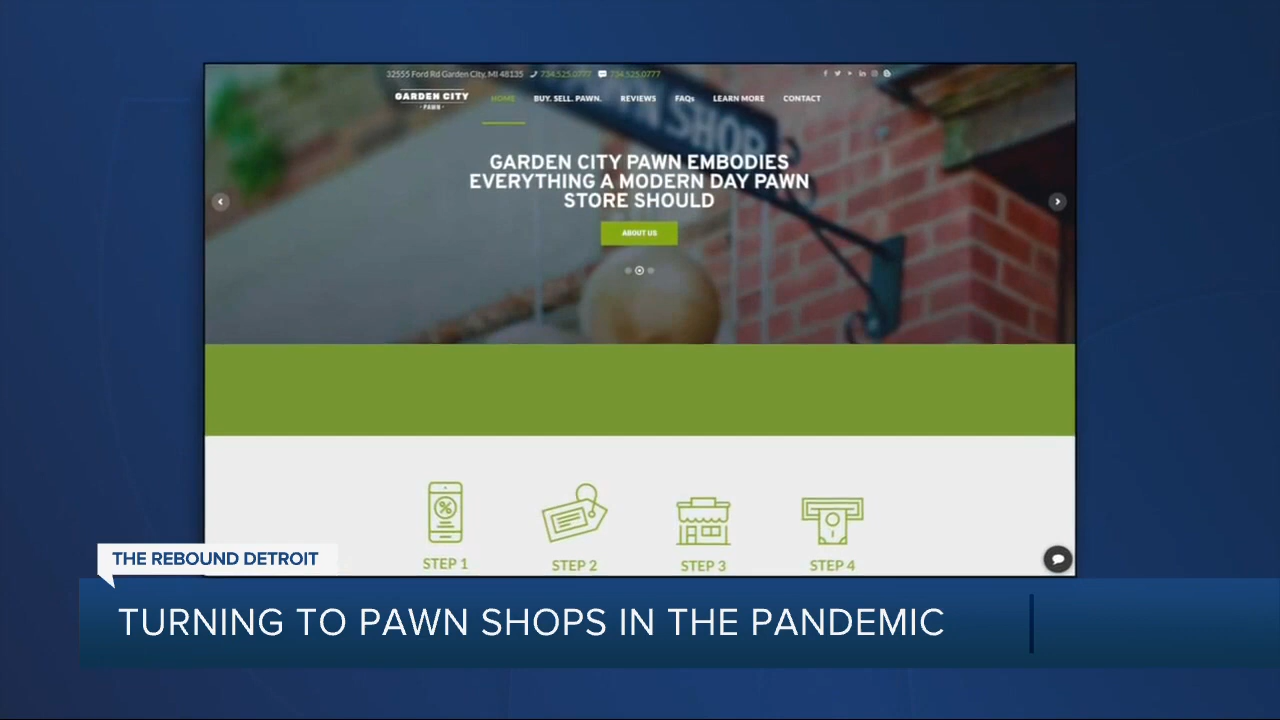 32555 Ford Rd Garden City, MI 48135 734.525.0777 734.525.0777
GARDEN CITY
· PAWN ·
HOME BUY. SELL. PAWN. REVIEWS FAQs LEARN MORE CONTACT
SHOP
GARDEN CITY PAWN EMBODIES
EVERYTHING A MODERN DAY PAWN
STORE SHOULD
ABOUT US
STEP 1 STEP 2 STEP 3 STEP 4
THE REBOUND DETROIT
TURNING TO PAWN SHOPS IN THE PANDEMIC